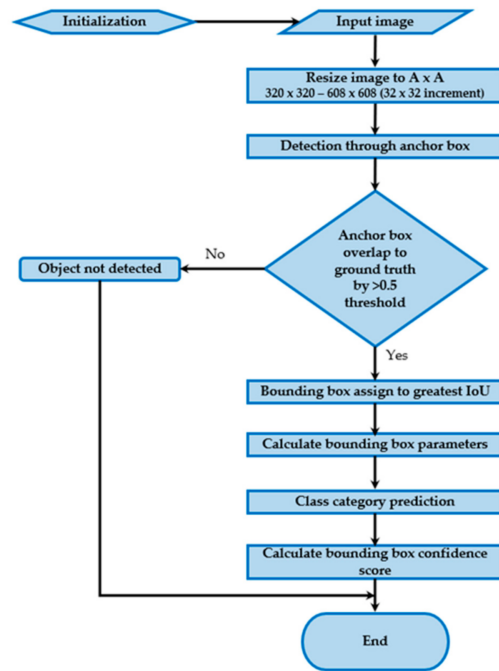 Initialization
Input image
Resize image to A x A
320 x 320 – 608 x 608 (32 x 32 increment)
Detection through anchor box
Anchor box
overlap to
ground truth
by >0.5
threshold
No
Object not detected
Yes
Bounding box assign to greatest IoU
Calculate bounding box parameters
Class category prediction
Calculate bounding box confidence
score
End